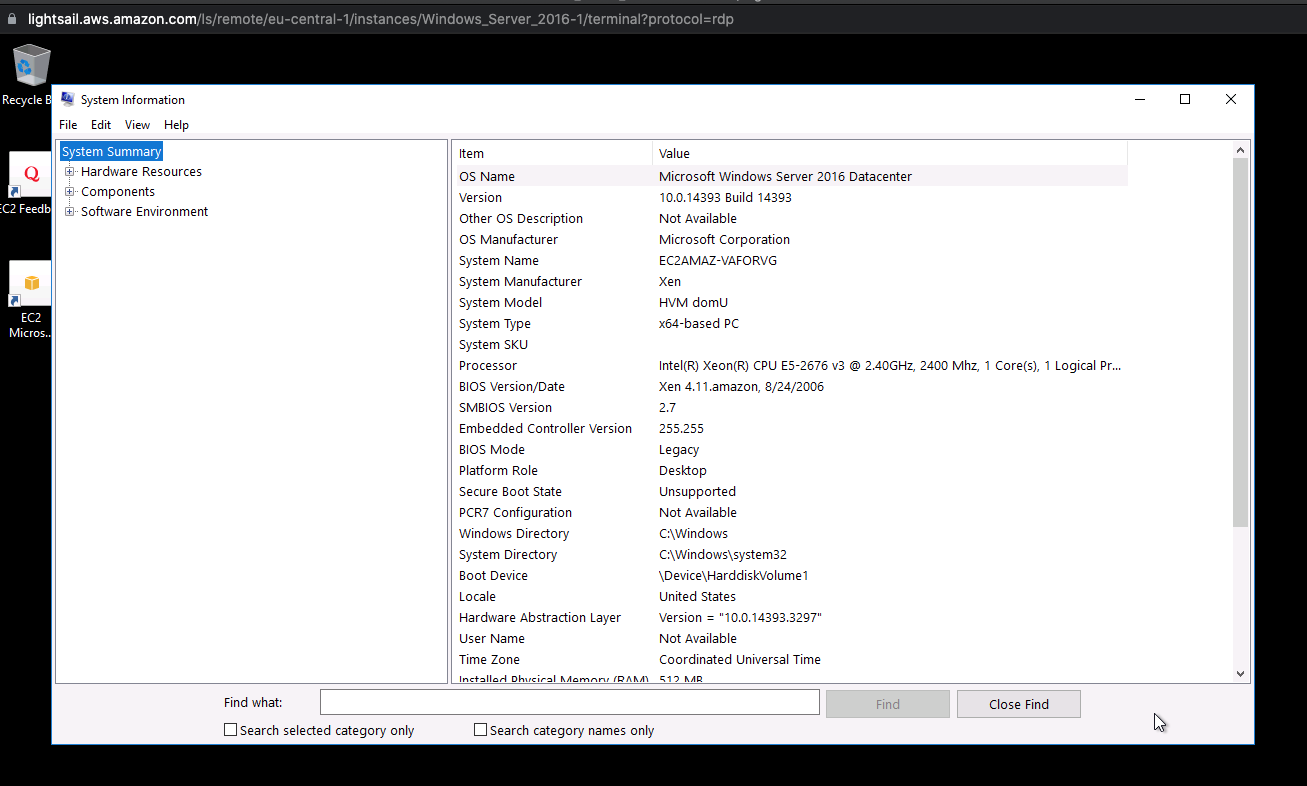 lightsail.aws.amazon.com/ls/remote/eu-central-1/instances/Windows_Server_2016-1/terminal?protocol=rdp
Recycle B
Q
EC2 Feedb
EC2
Micros...
System Information
File Edit View Help
System Summary
Hardware Resources
Components
Software Environment
Item Value
OS Name Microsoft Windows Server 2016 Datacenter
Version 10.0.14393 Build 14393
Other OS Description Not Available
OS Manufacturer Microsoft Corporation
System Name EC2AMAZ-VAFORVG
System Manufacturer Xen
System Model HVM domU
System Type x64-based PC
System SKU
Processor Intel(R) Xeon(R) CPU E5-2676 v3 @ 2.40GHz, 2400 Mhz, 1 Core(s), 1 Logical Pr...
BIOS Version/Date Xen 4.11.amazon, 8/24/2006
SMBIOS Version 2.7
Embedded Controller Version 255.255
BIOS Mode Legacy
Platform Role Desktop
Secure Boot State Unsupported
PCR7 Configuration Not Available
Windows Directory C:\Windows
System Directory C:\Windows\system32
Boot Device \Device\HarddiskVolume1
Locale United States
Hardware Abstraction Layer Version = "10.0.14393.3297"
User Name Not Available
Time Zone Coordinated Universal Time
Installed Physical Memory (RAM) 512 MB
Find what: Find Close Find
Search selected category only Search category names only